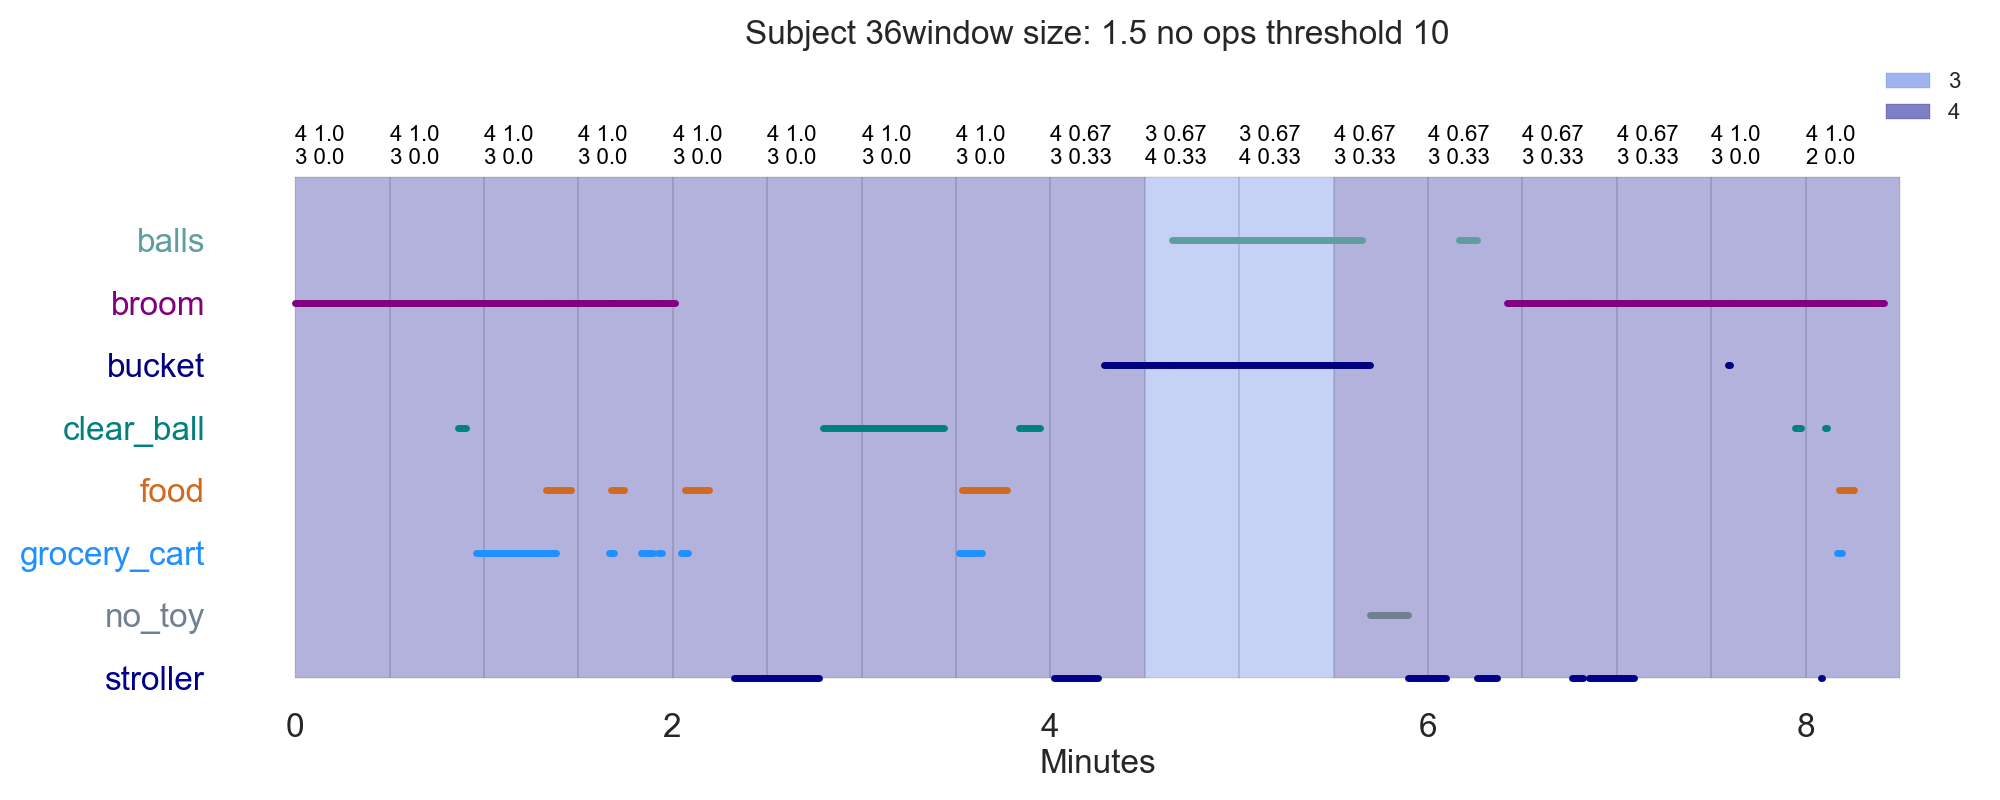 Subject 36window size: 1.5 no ops threshold 10
3
4
4 1.0 4 1.0 4 1.0 4 1.0 4 1.0 4 1.0 4 1.0 4 1.0 4 0.67 3 0.67 3 0.67 4 0.67 4 0.67 4 0.67 4 0.67 4 1.0 4 1.0
3 0.0 3 0.0 3 0.0 3 0.0 3 0.0 3 0.0 3 0.0 3 0.0 3 0.33 4 0.33 4 0.33 3 0.33 3 0.33 3 0.33 3 0.33 3 0.0 2 0.0
balls
broom
bucket
clear_ball
food
grocery_cart
no_toy
stroller
0 2 4 6 8
Minutes